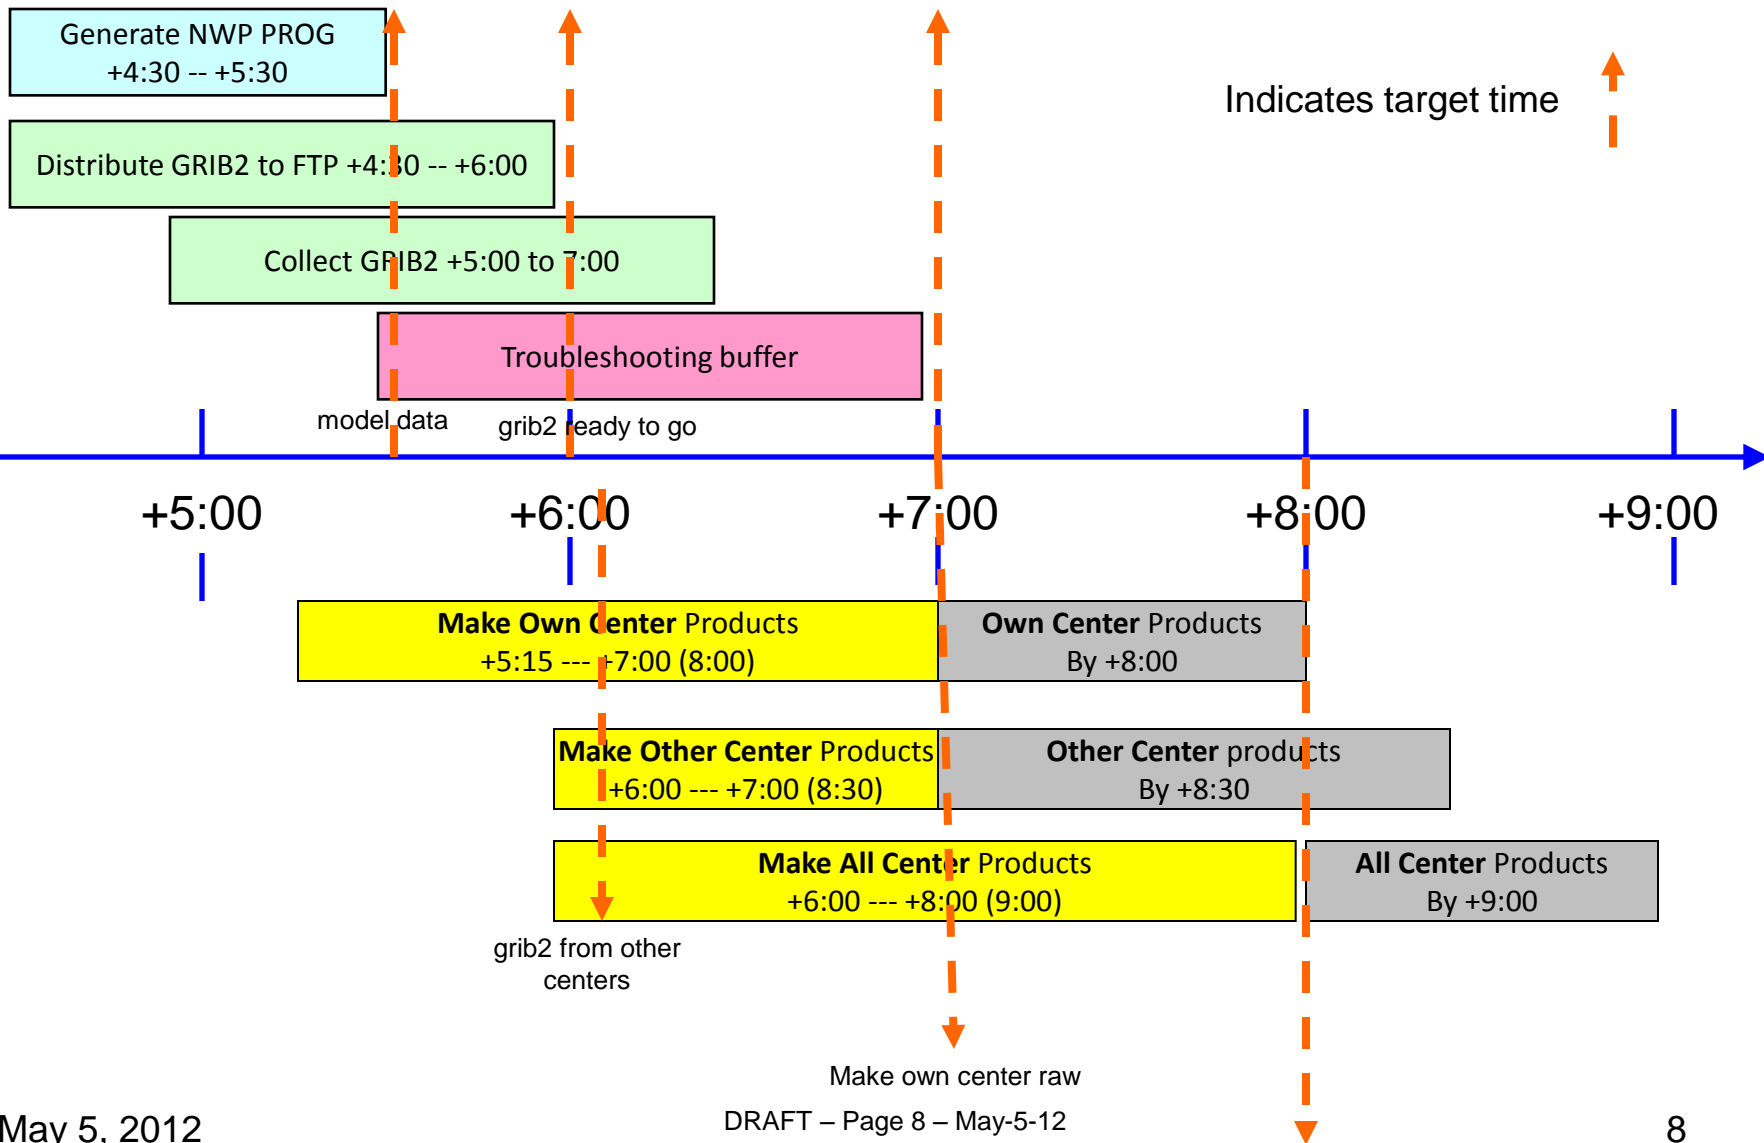 Generate NWP PROG
+4:30 -- +5:30
Indicates target time
Distribute GRIB2 to FTP +4:30 -- +6:00
Collect GRIB2 +5:00 to 7:00
Troubleshooting buffer
model data
grib2 ready to go
+5:00
+6:00
+7:00
+8:00
+9:00
Make Own Center Products
+5:15 --- +7:00 (8:00)
Own Center Products
By +8:00
Make Other Center Products
+6:00 --- +7:00 (8:30)
Other Center products
By +8:30
Make All Center Products
+6:00 --- +8:00 (9:00)
All Center Products
By +9:00
grib2 from other
centers
Make own center raw
DRAFT – Page 8 – May-5-12
May 5, 2012
8